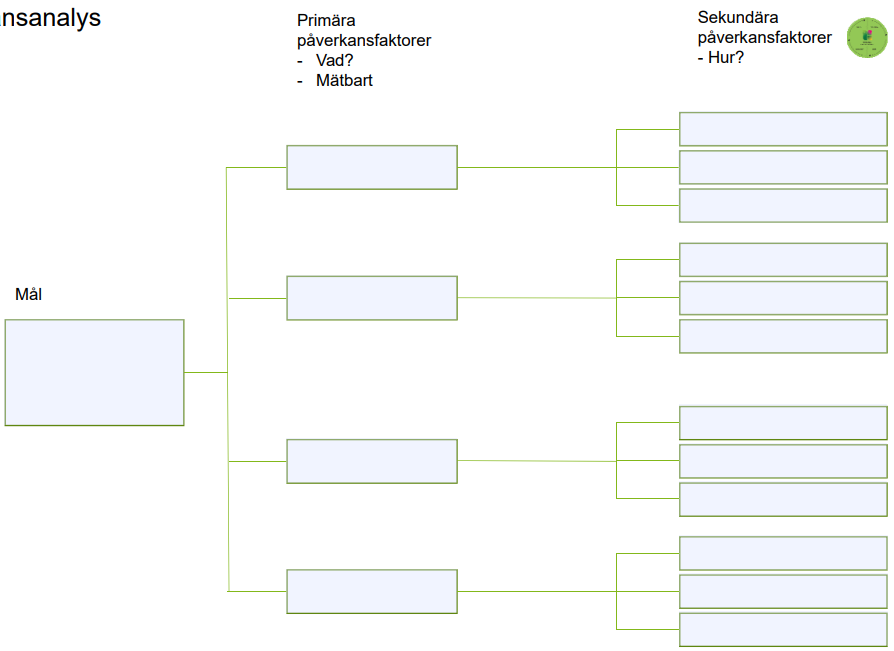 nsanalys
Primära
påverkansfaktorer
- Vad?
- Mätbart
Sekundära
påverkansfaktorer
- Hur?
Mål